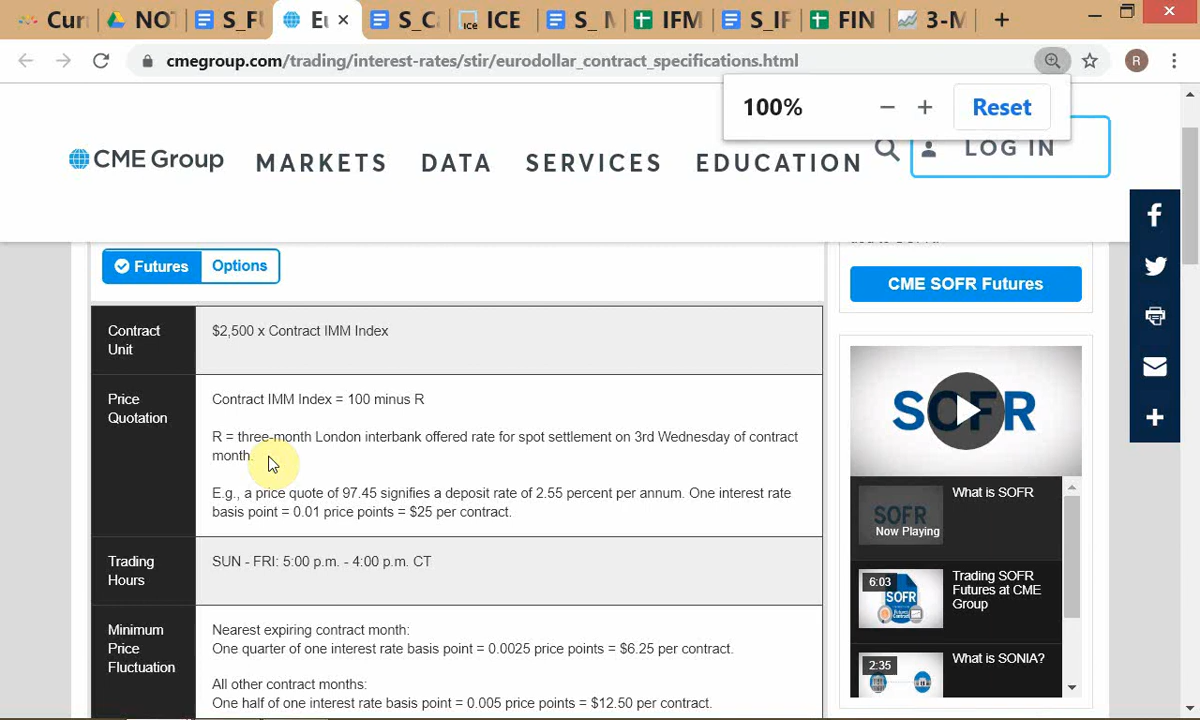 Cur
NOT
S_FU
Eu
S_C
ICE
S_ M
IFM
S_IF
FIN
3-M
cmegroup.com/trading/interest-rates/stir/eurodollar_contract_specifications.html
R
100%
Reset
CME Group
MARKETS
DATA
SERVICES
EDUCATION
LOG IN
Futures
Options
CME SOFR Futures
Contract
Unit
$2,500 x Contract IMM Index
Price
Quotation
Contract IMM Index = 100 minus R
R = three-month London interbank offered rate for spot settlement on 3rd Wednesday of contract
month.
E.g., a price quote of 97.45 signifies a deposit rate of 2.55 percent per annum. One interest rate
basis point = 0.01 price points = $25 per contract.
Trading
Hours
SUN - FRI: 5:00 p.m. - 4:00 p.m. CT
Minimum
Price
Fluctuation
Nearest expiring contract month:
One quarter of one interest rate basis point = 0.0025 price points = $6.25 per contract.
All other contract months:
One half of one interest rate basis point = 0.005 price points = $12.50 per contract.
SOFR
SOFR
Now Playing
What is SOFR
6:03
SOFR
Trading SOFR
Futures at CME
Group
2:35
What is SONIA?